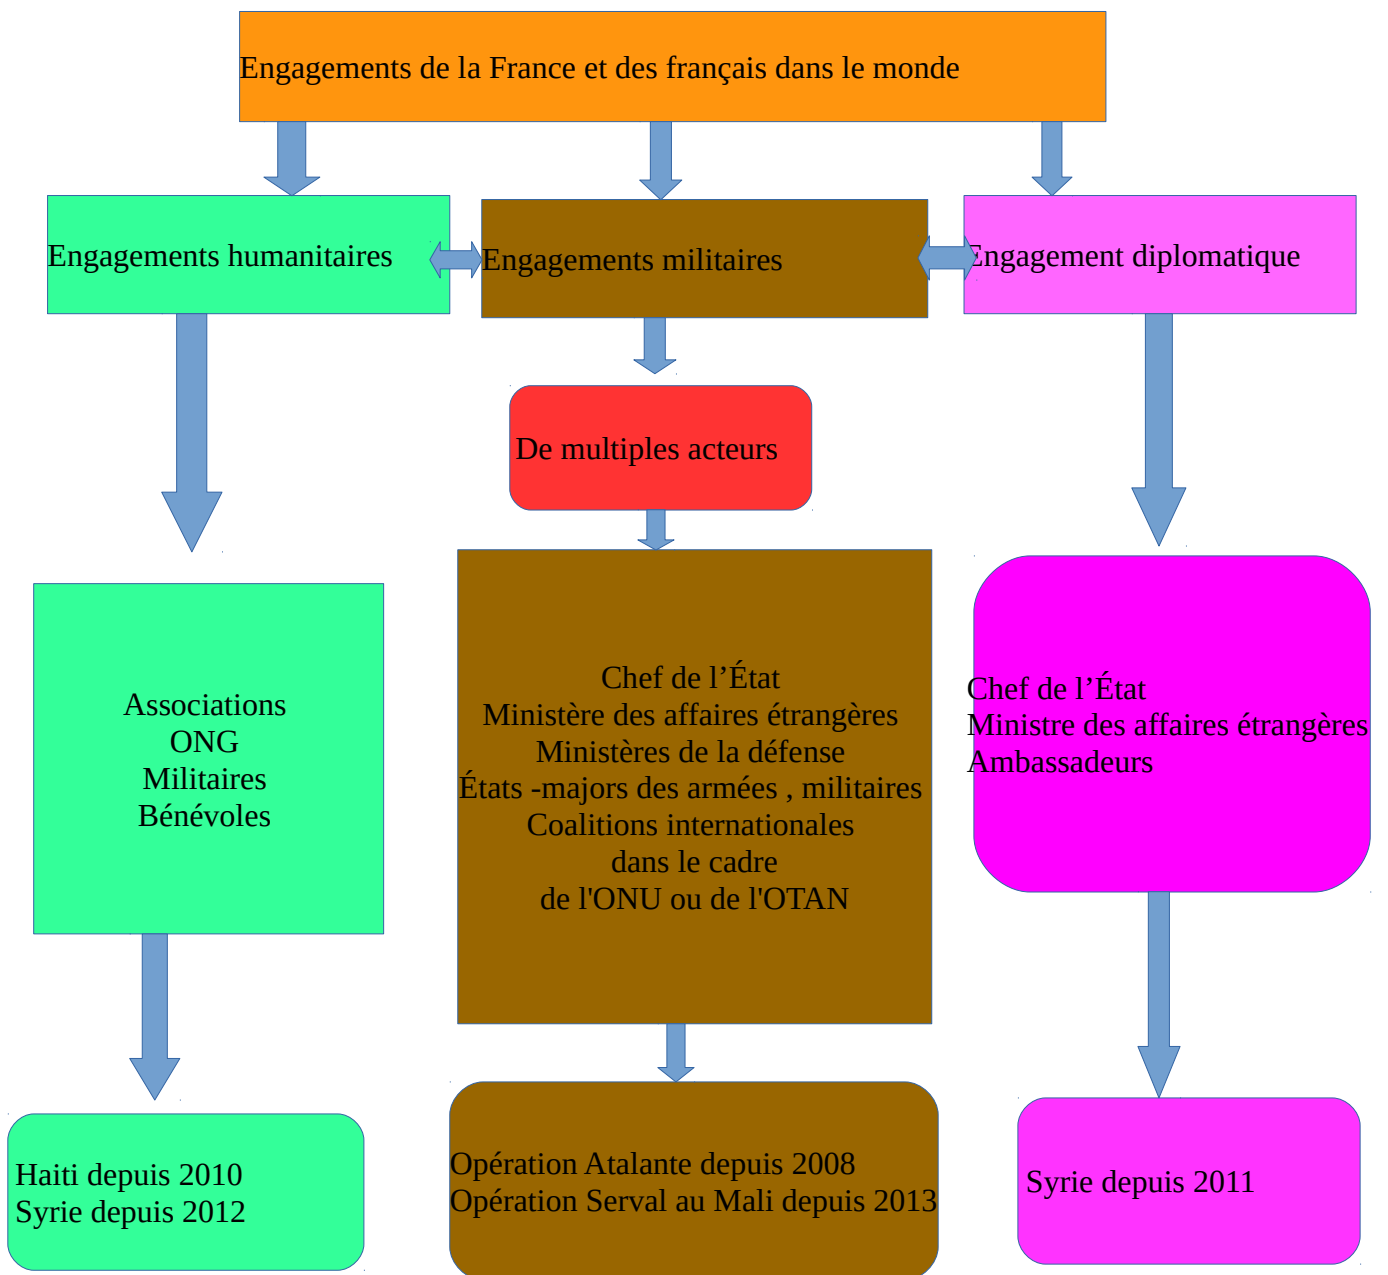 Engagements de la France et des français dans le monde
Engagements humanitaires
Engagements militaires
Engagement diplomatique
De multiples acteurs
Associations
ONG
Militaires
Bénévoles
Chef de l’État
Ministère des affaires étrangères
Ministères de la défense
États -majors des armées , militaires
Coalitions internationales
dans le cadre
de l'ONU ou de l'OTAN
Chef de l’État
Ministre des affaires étrangères
Ambassadeurs
Haiti depuis 2010
Syrie depuis 2012
Opération Atalante depuis 2008
Opération Serval au Mali depuis 2013
Syrie depuis 2011